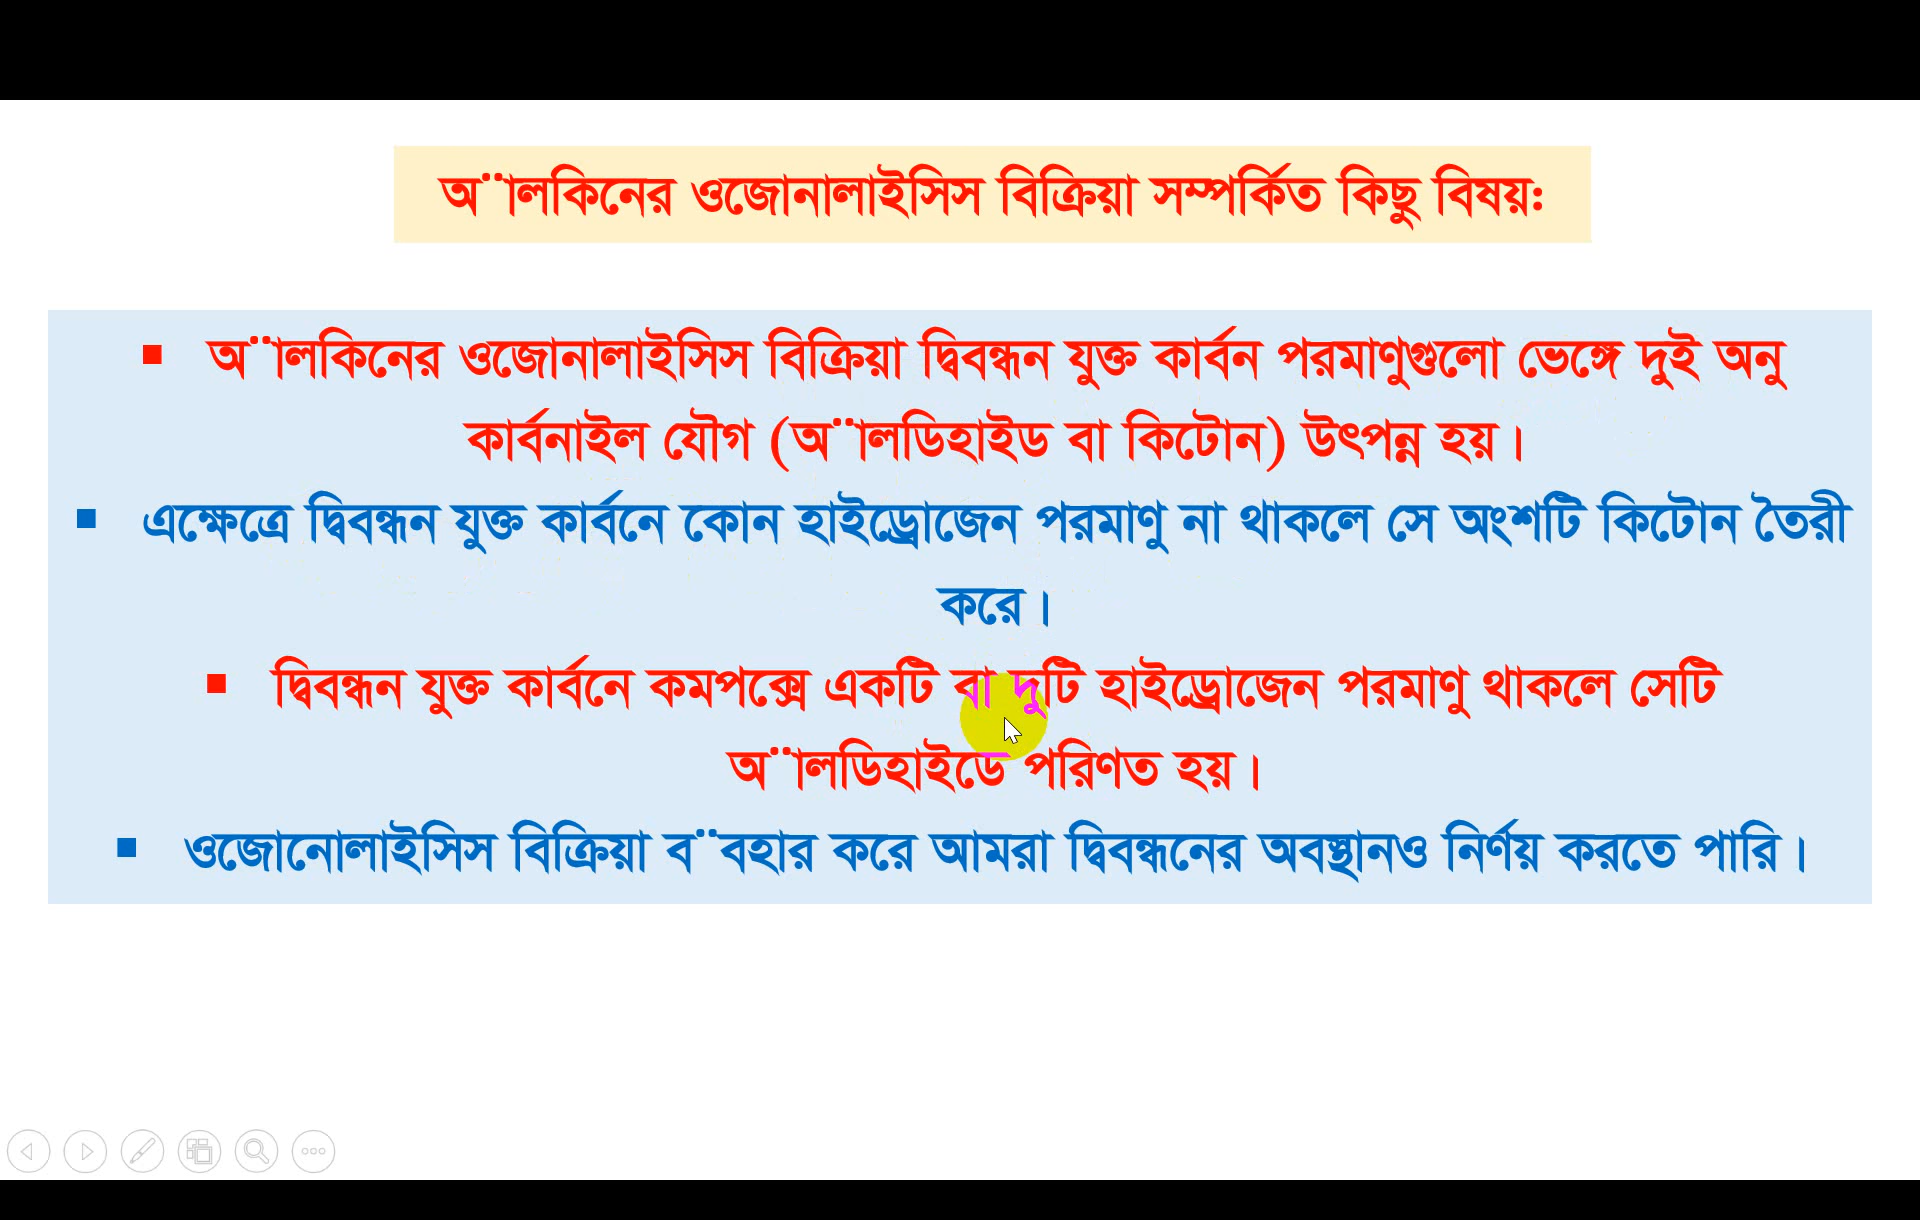 অ¨ালকিনের ওজোনালাইসিস বিক্রিয়া সম্পর্কিত কিছু বিষয়:
▪ অ¨ালকিনের ওজোনালাইসিস বিক্রিয়া দ্বিবন্ধন যুক্ত কার্বন পরমাণুগুলো ভেঙ্গে দুই অনু
কার্বনাইল যৌগ (অ¨ালডিহাইড বা কিটোন) উৎপন্ন হয়।
▪ এক্ষেত্রে দ্বিবন্ধন যুক্ত কার্বনে কোন হাইড্রোজেন পরমাণু না থাকলে সে অংশটি কিটোন তৈরী
করে।
▪ দ্বিবন্ধন যুক্ত কার্বনে কমপক্সে একটি বা দুটি হাইড্রোজেন পরমাণু থাকলে সেটি
অ¨ালডিহাইডে পরিণত হয়।
▪ ওজোনোলাইসিস বিক্রিয়া ব¨বহার করে আমরা দ্বিবন্ধনের অবস্থানও নির্ণয় করতে পারি।